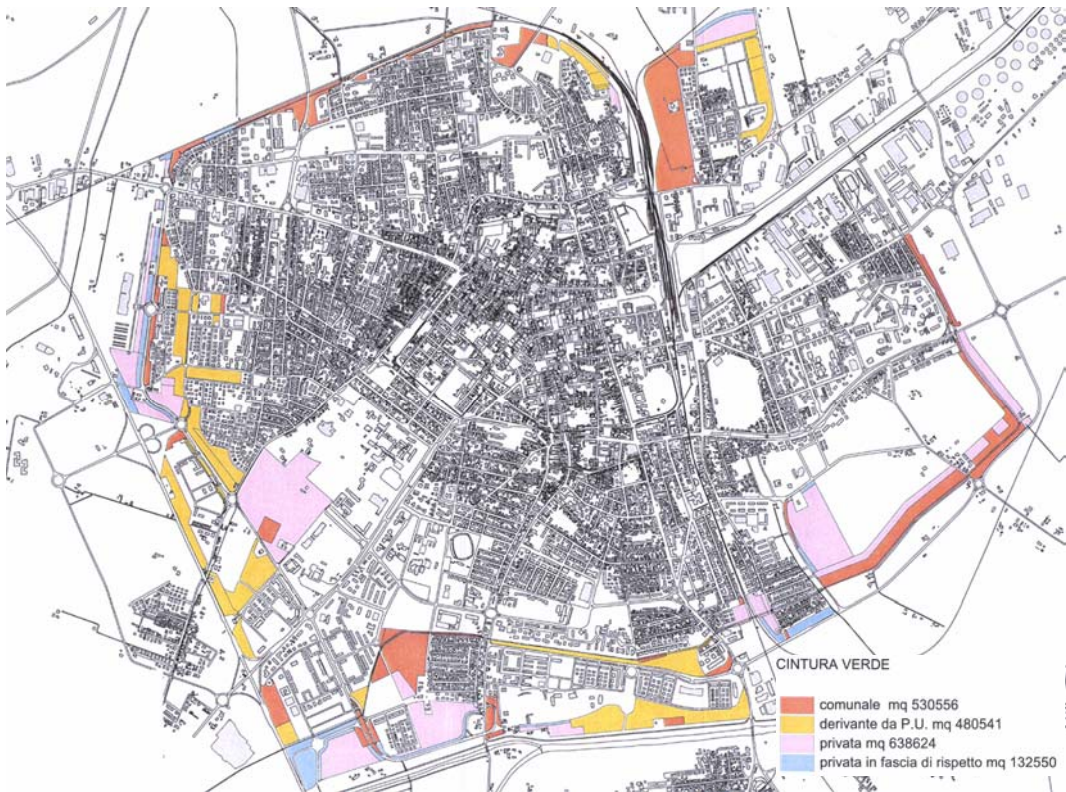 CINTURA VERDE
comunale mq 530556
derivante da P.U. mq 480541
privata mq 638624
privata in fascia di rispetto mq 132550